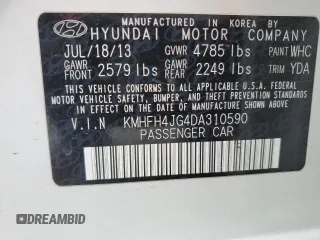 MANUFACTURED IN KOREA BY
HYUNDAI MOTOR COMPANY
JUL/18/13 GVWR 4785 lbs PAINT WHC
GAWR FRONT 2579 lbs GAWR REAR 2249 lbs TRIM YDA
THIS VEHICLE CONFORMS TO ALL APPLICABLE
U.S. FEDERAL MOTOR VEHICLE SAFETY,
BUMPER, AND THEFT PREVENTION STANDARDS
IN EFFECT ON THE DATE OF MANUFACTURE
SHOWN ABOVE.
V.I.N KMHFH4JG4DA310590
PASSENGER CAR
© DREAMBID